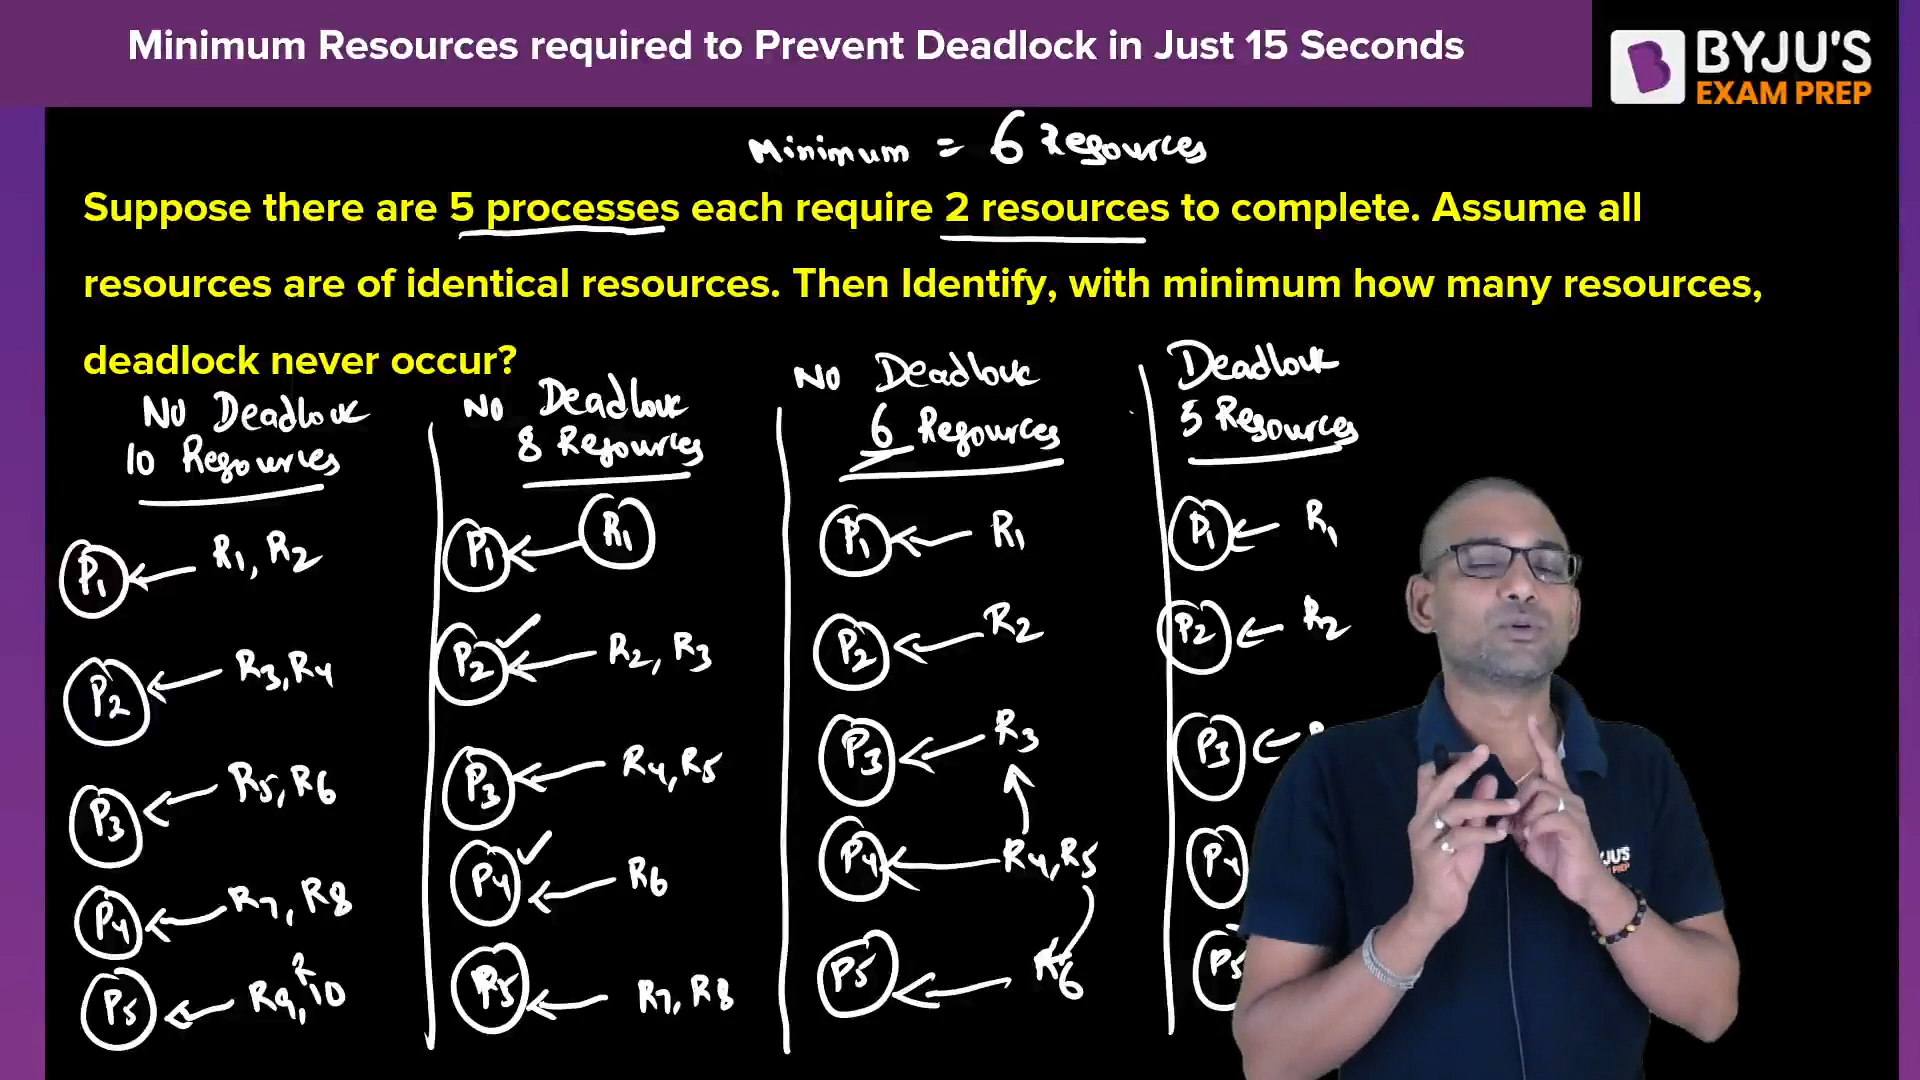 Minimum Resources required to Prevent Deadlock in Just 15 Seconds
BYJU'S
EXAM PREP
Minimum = 6 Resources
Suppose there are 5 processes each require 2 resources to complete. Assume all
resources are of identical resources. Then Identify, with minimum how many resources,
deadlock never occur?
No Deadlock
10 Resources
P1 ← R1, R2
P2 ← R3, R4
P3 ← R5, R6
P4 ← R7, R8
P5 ← R9, R10
No Deadlock
8 Resources
P1 ← R1
P2 ← R2, R3
P3 ← R4, R5
P4 ← R6
P5 ← R7, R8
No Deadlock
6 Resources
P1 ← R1
P2 ← R2
P3 ← R3
P4 ← R4, R5
P5 ← R6
Deadlock
5 Resources
P1 ← R1
P2 ← R2
P3 ←
P4
P5